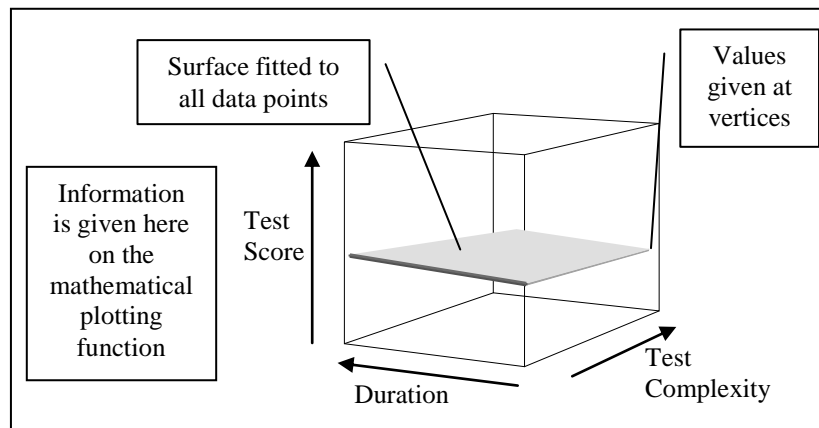 Surface fitted to
all data points
Values
given at
vertices
Information
is given here
on the
mathematical
plotting
function
Test
Score
Duration
Test
Complexity